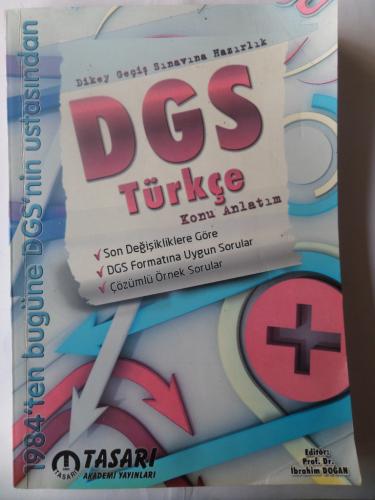 Dikey Geçiş Sınavına Hazırlık
DGS
Türkçe
Konu Anlatım
√ Son Değişikliklere Göre
√ DGS Formatına Uygun Sorular
√ Çözümlü Örnek Sorular
1984'ten bugüne DGS'nin ustasından
TASARI
TASARI
AKADEMİ YAYINLARI
Editör:
Prof. Dr.
İbrahim DOĞAN